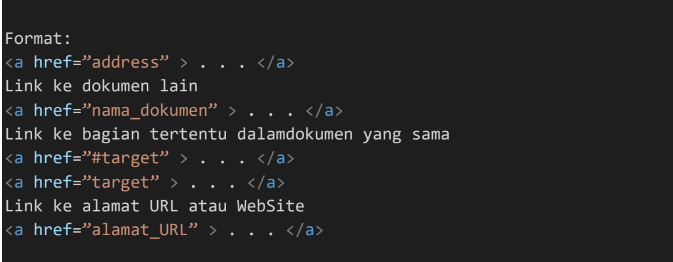 Format:
<a href=”address” > . . . </a>
Link ke dokumen lain
<a href=”nama_dokumen” > . . . </a>
Link ke bagian tertentu dalamdokumen yang sama
<a href=”#target” > . . . </a>
<a href=”target” > . . . </a>
Link ke alamat URL atau WebSite
<a href=”alamat_URL” > . . . </a>